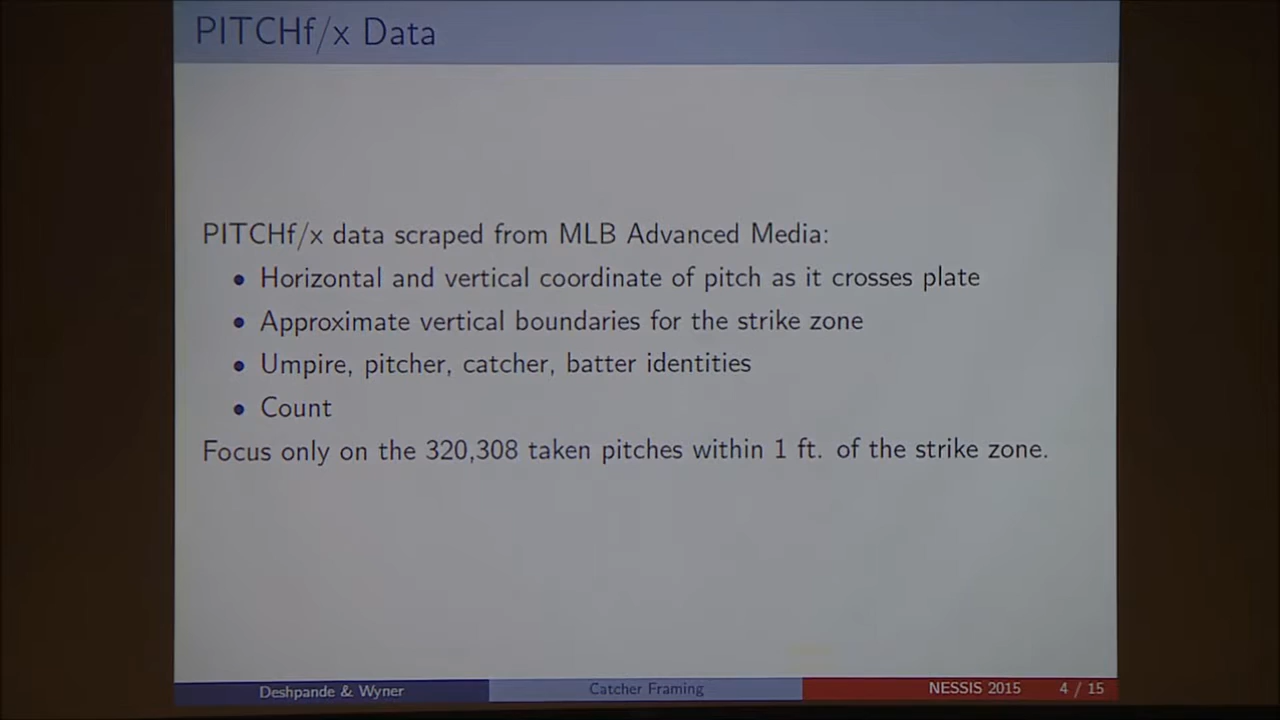 PITCHf/x Data
PITCHf/x data scraped from MLB Advanced Media:
• Horizontal and vertical coordinate of pitch as it crosses plate
• Approximate vertical boundaries for the strike zone
• Umpire, pitcher, catcher, batter identities
• Count
Focus only on the 320,308 taken pitches within 1 ft. of the strike zone.
Deshpande & Wyner
Catcher Framing
NESSIS 2015
4 / 15